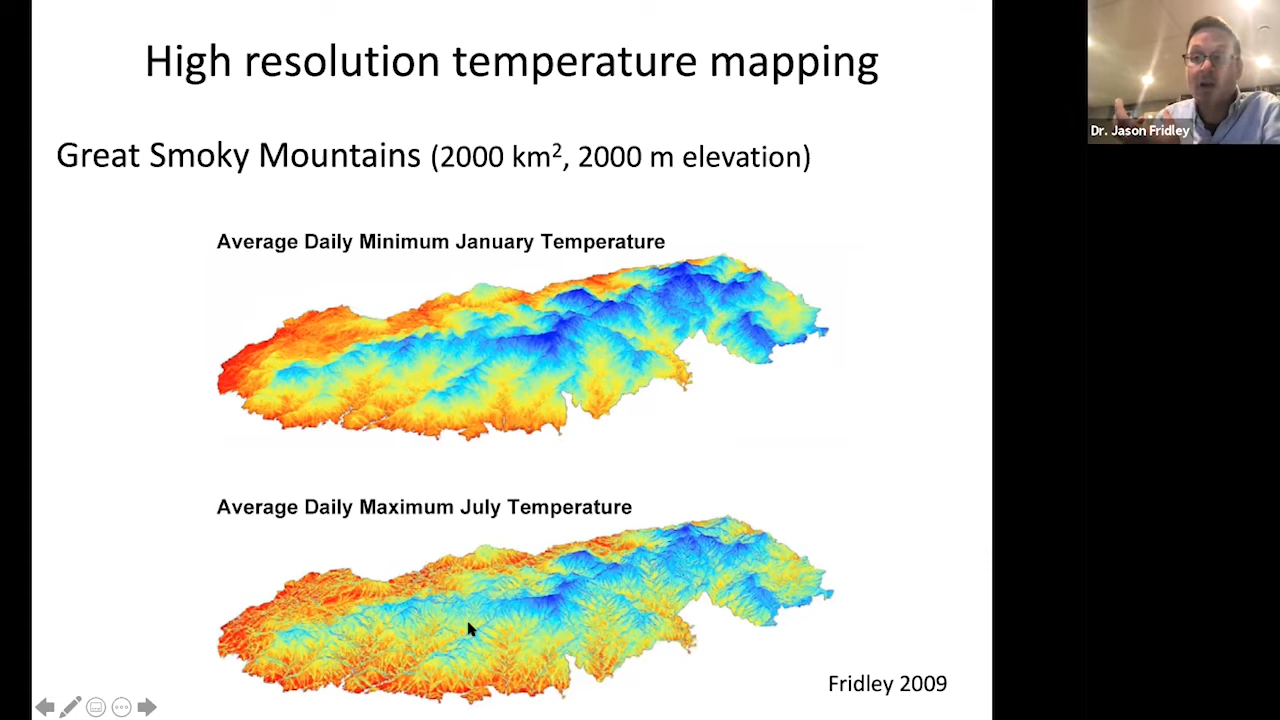 High resolution temperature mapping
Dr. Jason Fridley
Great Smoky Mountains (2000 km², 2000 m elevation)
Average Daily Minimum January Temperature
Average Daily Maximum July Temperature
Fridley 2009